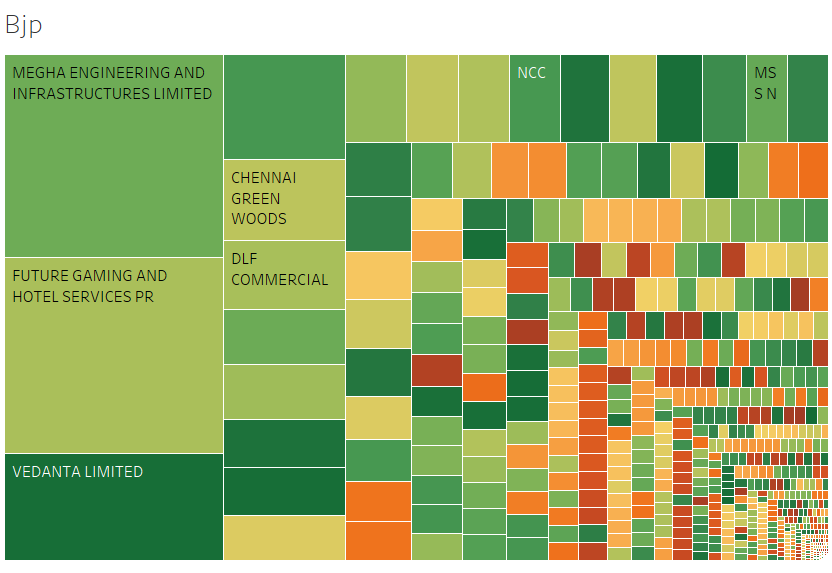 Bjp
MEGHA ENGINEERING AND
INFRASTRUCTURES LIMITED
CHENNAI
GREEN
WOODS
DLF
COMMERCIAL
FUTURE GAMING AND
HOTEL SERVICES PR
VEDANTA LIMITED
NCC
MS
S N